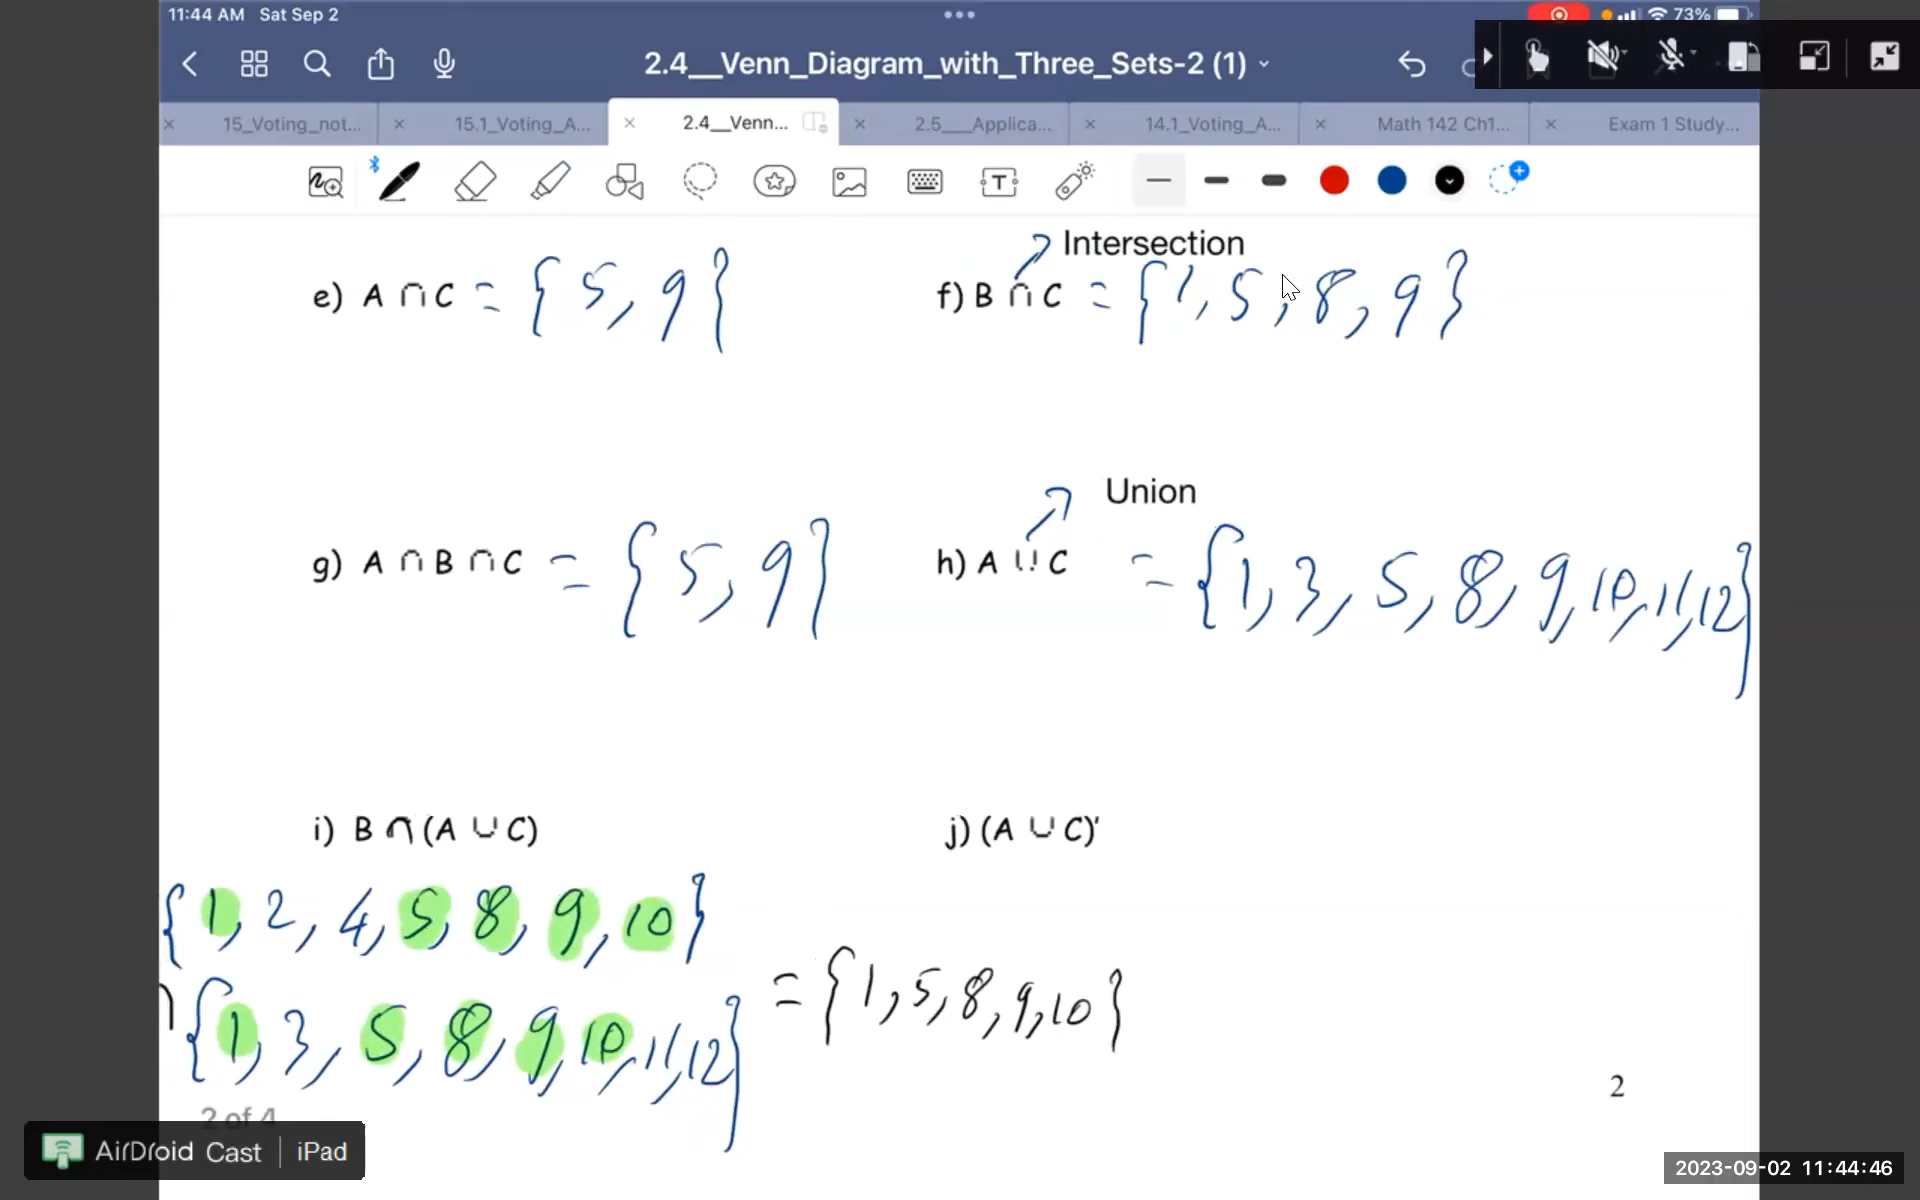 11:44 AM Sat Sep 2
73%
2.4__Venn_Diagram_with_Three_Sets-2 (1)
15_Voting_not... 15.1_Voting_A... 2.4__Venn... 2.5___Applica... 14.1_Voting_A... Math 142 Ch1... Exam 1 Study...
T
Intersection
e) A ∩ C = {5, 9}
f) B ∩ C = {1, 5, 8, 9}
Union
g) A ∩ B ∩ C = {5, 9}
h) A ∪ C = {1, 3, 5, 8, 9, 10, 11, 12}
i) B ∩ (A ∪ C)
j) (A ∪ C)'
{1, 2, 4, 5, 8, 9, 10}
∩ {1, 3, 5, 8, 9, 10, 11, 12}
= {1, 5, 8, 9, 10}
2
2 of 4
AirDroid Cast | iPad
2023-09-02 11:44:46